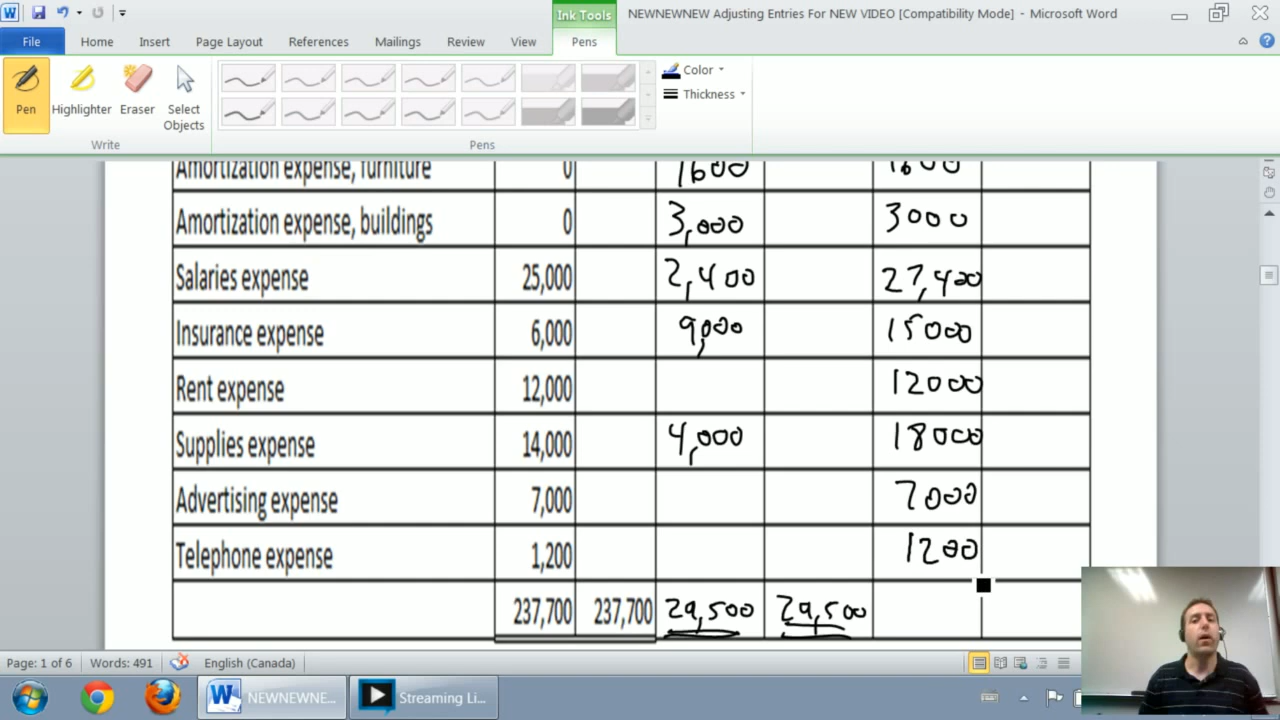 Ink Tools
NEWNEWNEW Adjusting Entries For NEW VIDEO [Compatibility Mode] - Microsoft Word
File Home Insert Page Layout References Mailings Review View Pens
Pen Highlighter Eraser Select Objects
Color
Thickness
Write Pens
Amortization expense, furniture 0 1600 1600
Amortization expense, buildings 0 3,000 3000
Salaries expense 25,000 2,400 27,400
Insurance expense 6,000 9,000 15000
Rent expense 12,000 12000
Supplies expense 14,000 4,000 18000
Advertising expense 7,000 7000
Telephone expense 1,200 1200
237,700 237,700 29,500 29,500
Page: 1 of 6 Words: 491 English (Canada)
NEWNEWNE... Streaming Li...